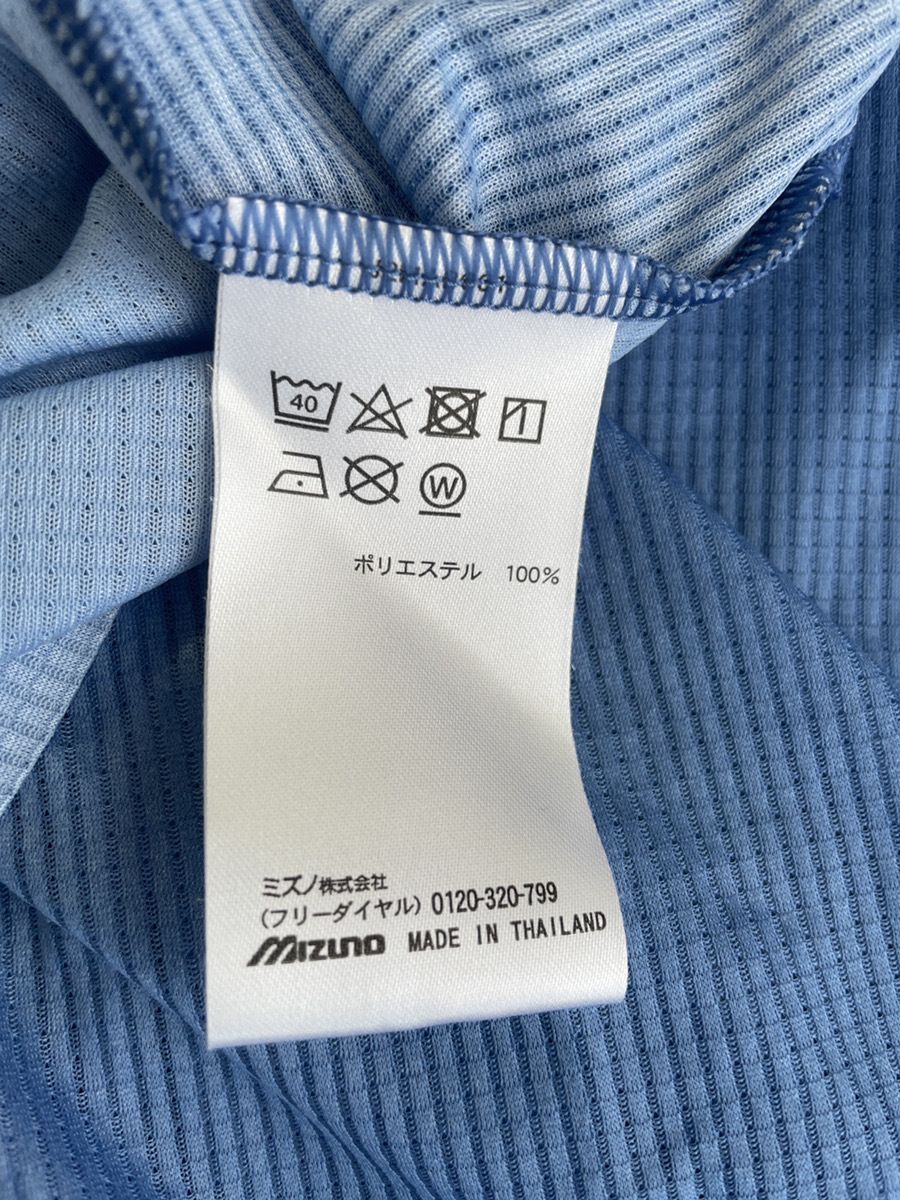 40
W
ポリエステル 100%
ミズノ株式会社
(フリーダイヤル) 0120-320-799
MIZUNO MADE IN THAILAND